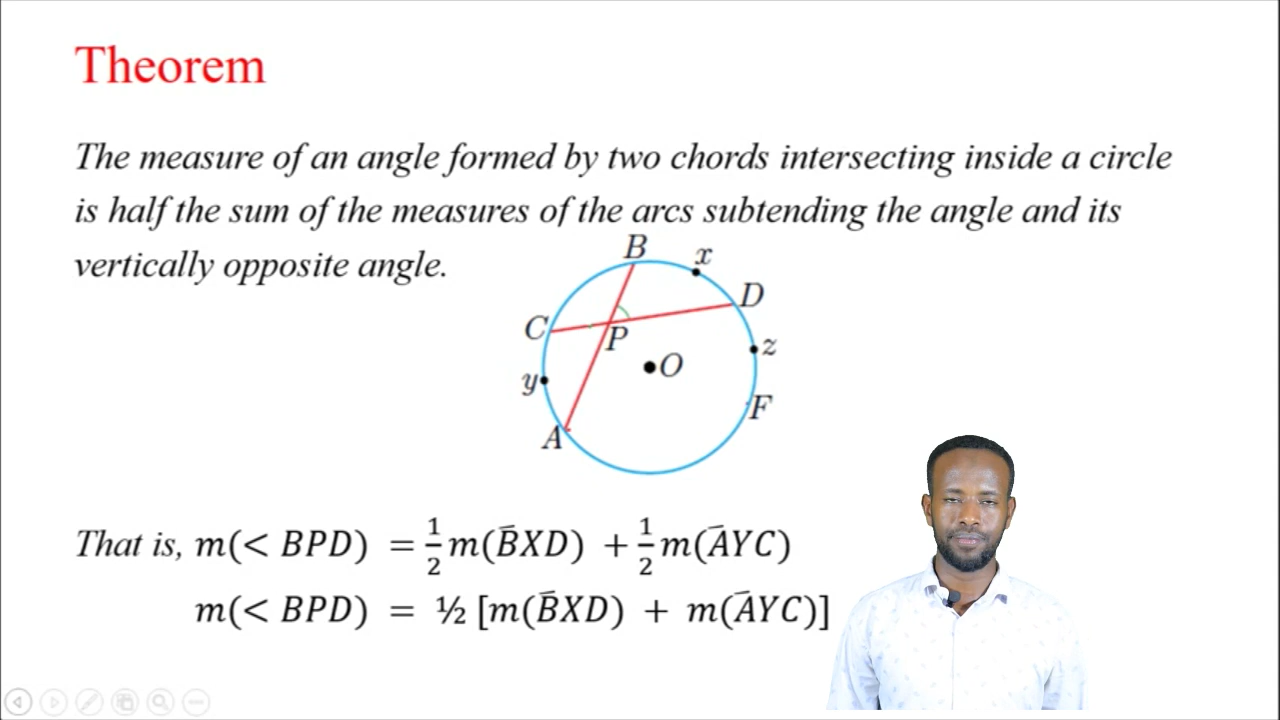 Theorem
The measure of an angle formed by two chords intersecting inside a circle
is half the sum of the measures of the arcs subtending the angle and its
vertically opposite angle.
B
x
D
C
P
z
O
y
F
A
That is, m(< BPD) = ½m(B̄XD) + ½m(ĀYC)
m(< BPD) = ½ [m(B̄XD) + m(ĀYC)]